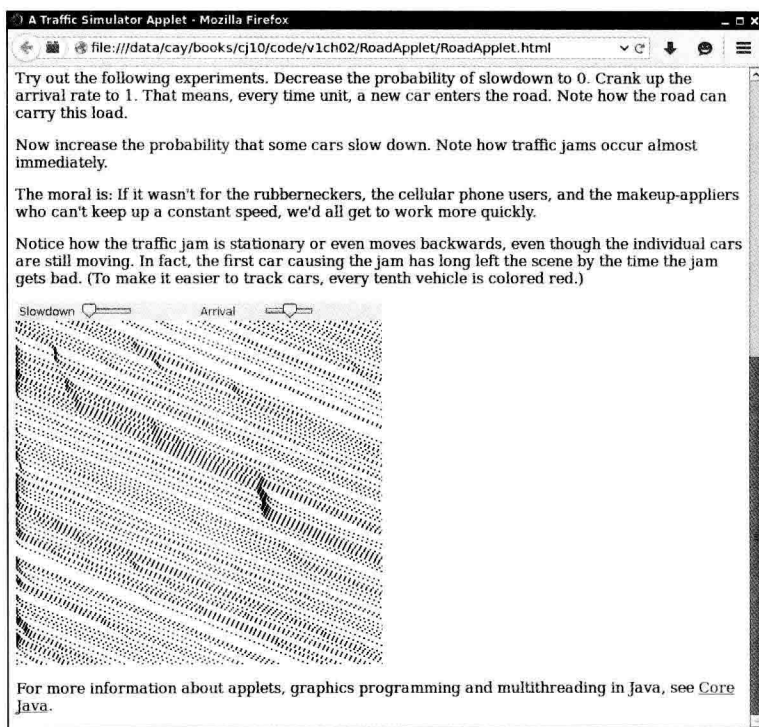 A Traffic Simulator Applet - Mozilla Firefox
file:///data/cay/books/cj10/code/v1ch02/RoadApplet/RoadApplet.html
Try out the following experiments. Decrease the probability of slowdown to 0. Crank up the
arrival rate to 1. That means, every time unit, a new car enters the road. Note how the road can
carry this load.
Now increase the probability that some cars slow down. Note how traffic jams occur almost
immediately.
The moral is: If it wasn't for the rubberneckers, the cellular phone users, and the makeup-appliers
who can't keep up a constant speed, we'd all get to work more quickly.
Notice how the traffic jam is stationary or even moves backwards, even though the individual cars
are still moving. In fact, the first car causing the jam has long left the scene by the time the jam
gets bad. (To make it easier to track cars, every tenth vehicle is colored red.)
Slowdown Arrival
For more information about applets, graphics programming and multithreading in Java, see Core
Java.